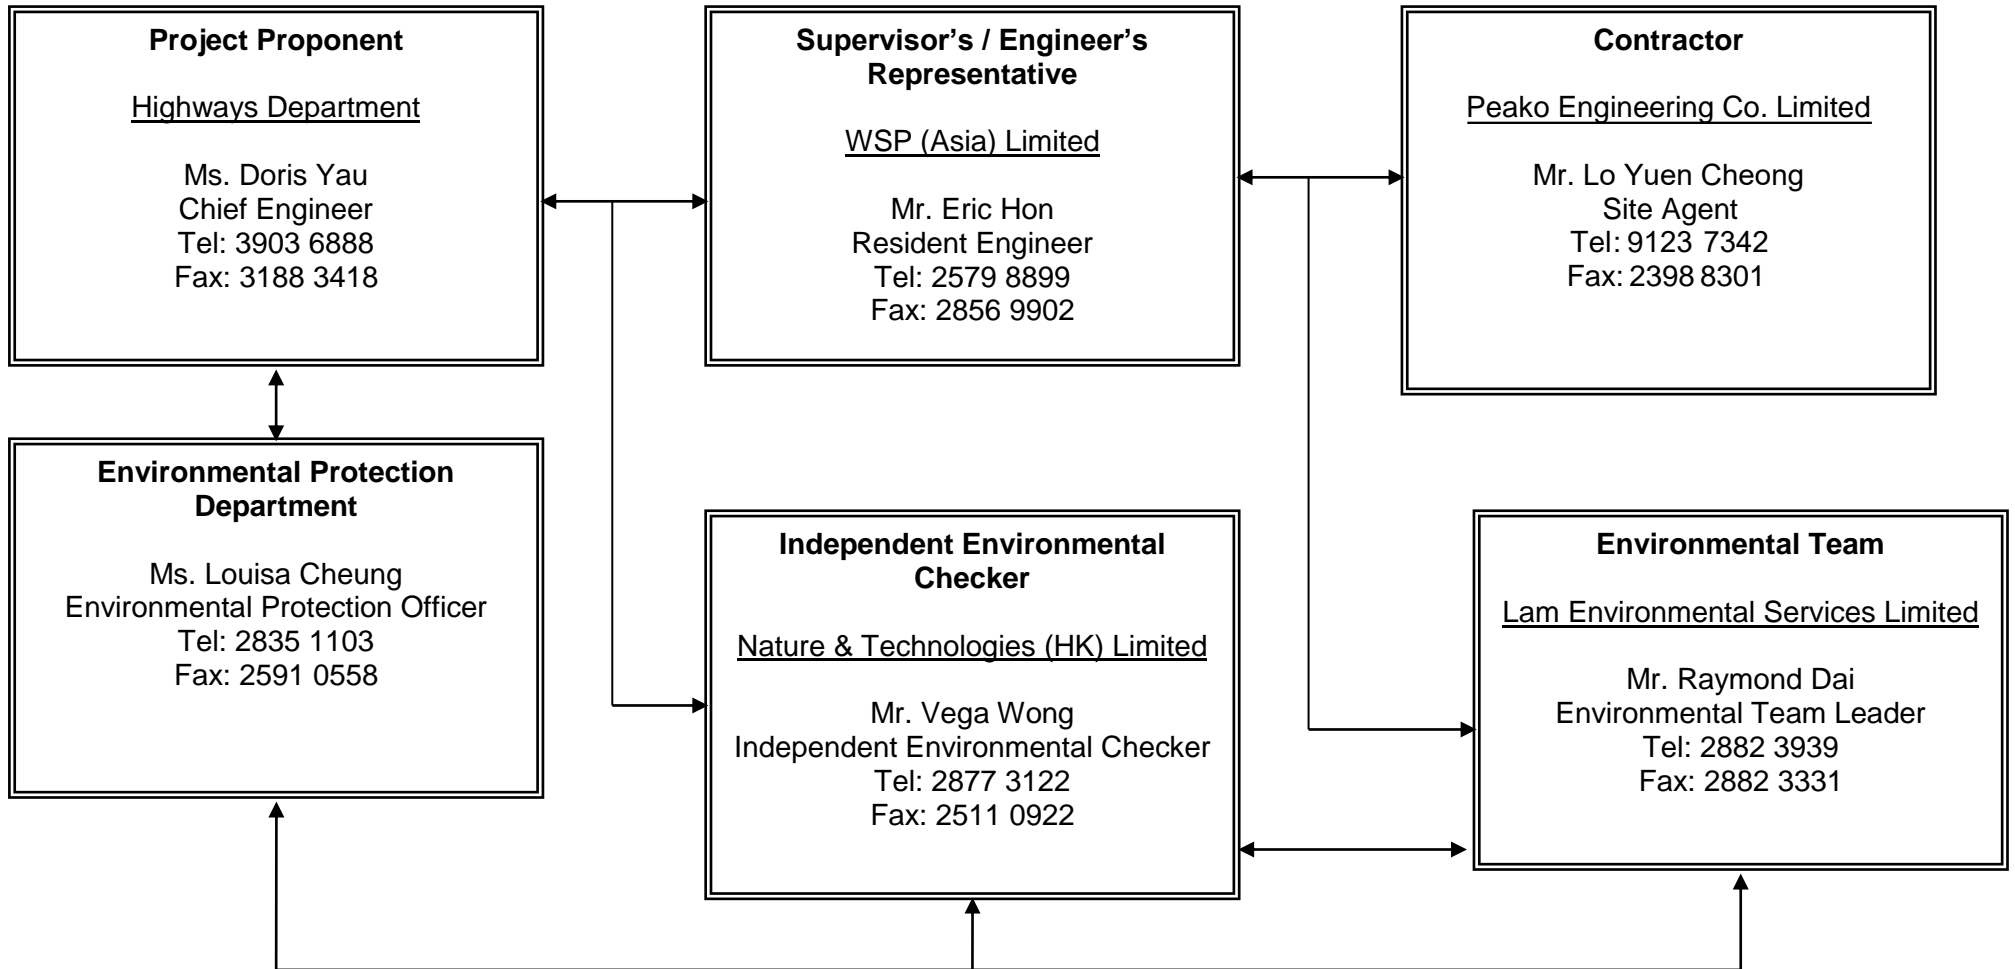 Project Proponent
Highways Department
Ms. Doris Yau
Chief Engineer
Tel: 3903 6888
Fax: 3188 3418
Supervisor’s / Engineer’s
Representative
WSP (Asia) Limited
Mr. Eric Hon
Resident Engineer
Tel: 2579 8899
Fax: 2856 9902
Contractor
Peako Engineering Co. Limited
Mr. Lo Yuen Cheong
Site Agent
Tel: 9123 7342
Fax: 2398 8301
Environmental Protection
Department
Ms. Louisa Cheung
Environmental Protection Officer
Tel: 2835 1103
Fax: 2591 0558
Independent Environmental
Checker
Nature & Technologies (HK) Limited
Mr. Vega Wong
Independent Environmental Checker
Tel: 2877 3122
Fax: 2511 0922
Environmental Team
Lam Environmental Services Limited
Mr. Raymond Dai
Environmental Team Leader
Tel: 2882 3939
Fax: 2882 3331